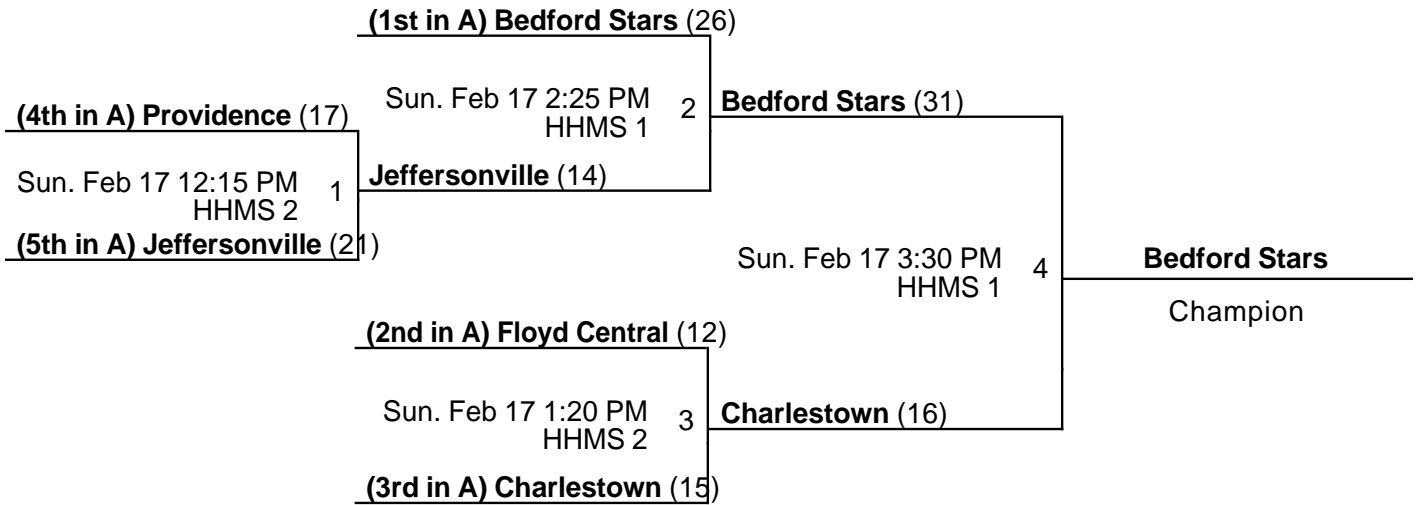 (1st in A) Bedford Stars (26)
Sun. Feb 17 2:25 PM
HHMS 1
2
Bedford Stars (31)
(4th in A) Providence (17)
Sun. Feb 17 12:15 PM
HHMS 2
1
Jeffersonville (14)
(5th in A) Jeffersonville (21)
Sun. Feb 17 3:30 PM
HHMS 1
4
Bedford Stars
Champion
(2nd in A) Floyd Central (12)
Sun. Feb 17 1:20 PM
HHMS 2
3
Charlestown (16)
(3rd in A) Charlestown (15)